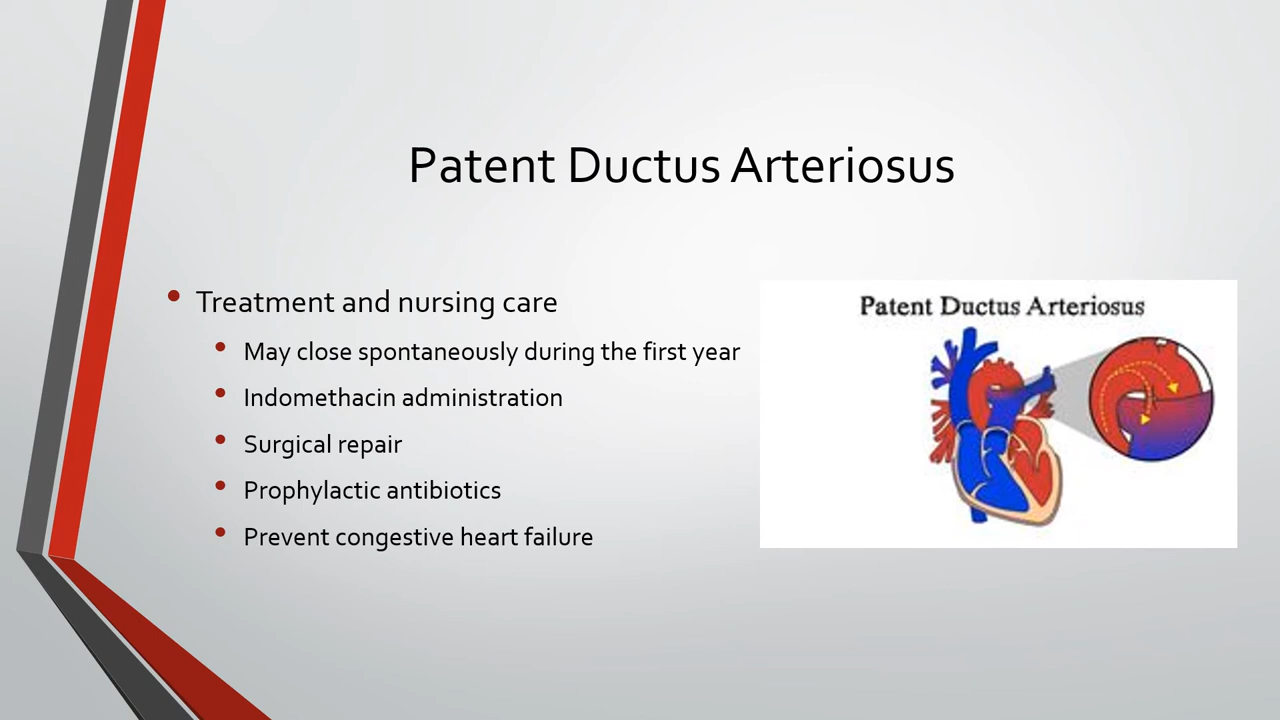 Patent Ductus Arteriosus
• Treatment and nursing care
• May close spontaneously during the first year
• Indomethacin administration
• Surgical repair
• Prophylactic antibiotics
• Prevent congestive heart failure
Patent Ductus Arteriosus